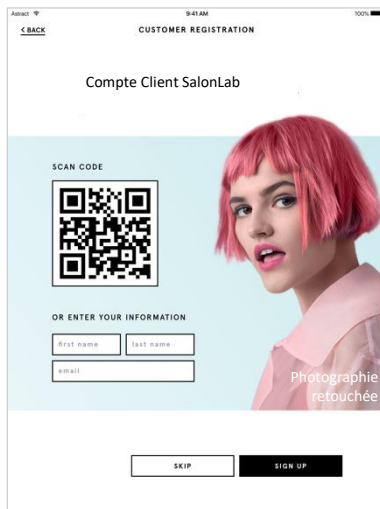 Astract 9:41 AM 100%
< BACK CUSTOMER REGISTRATION
Compte Client SalonLab
SCAN CODE
OR ENTER YOUR INFORMATION
first name last name
email
Photographie
retouchée
SKIP SIGN UP